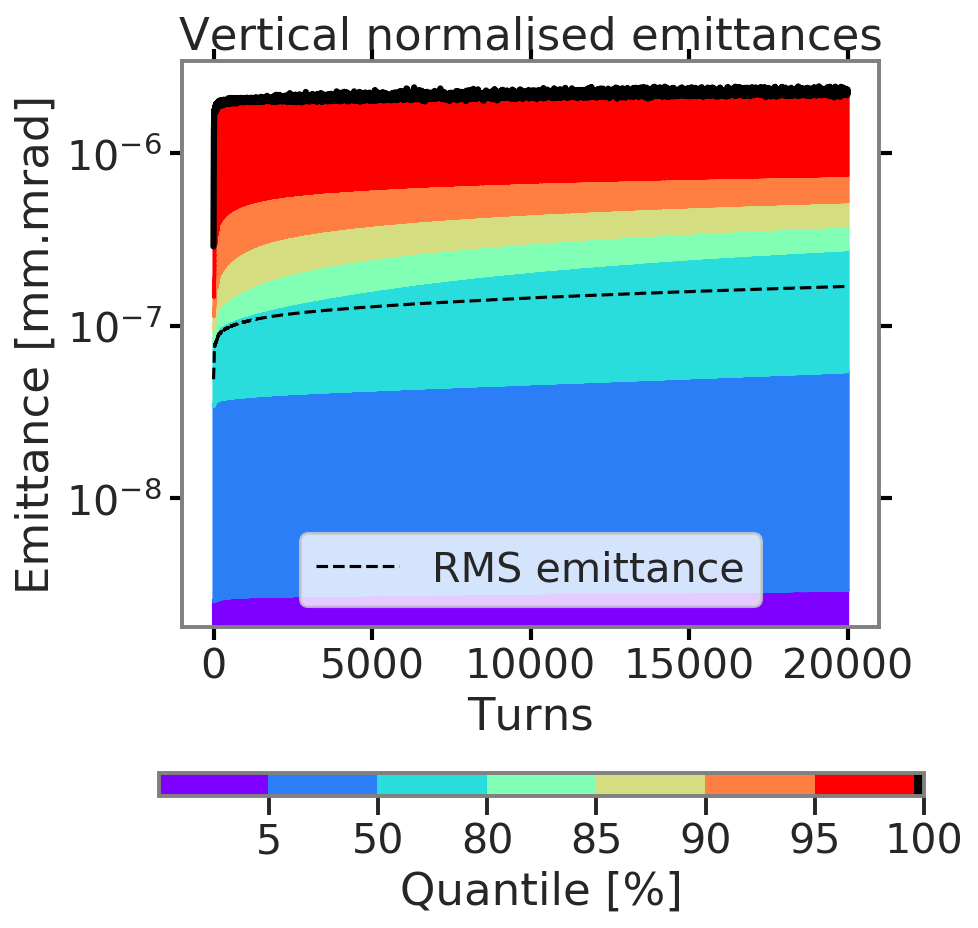 Vertical normalised emittances
Emittance [mm.mrad]
10⁻⁶
10⁻⁷
10⁻⁸
RMS emittance
0 5000 10000 15000 20000
Turns
5 50 80 85 90 95 100
Quantile [%]